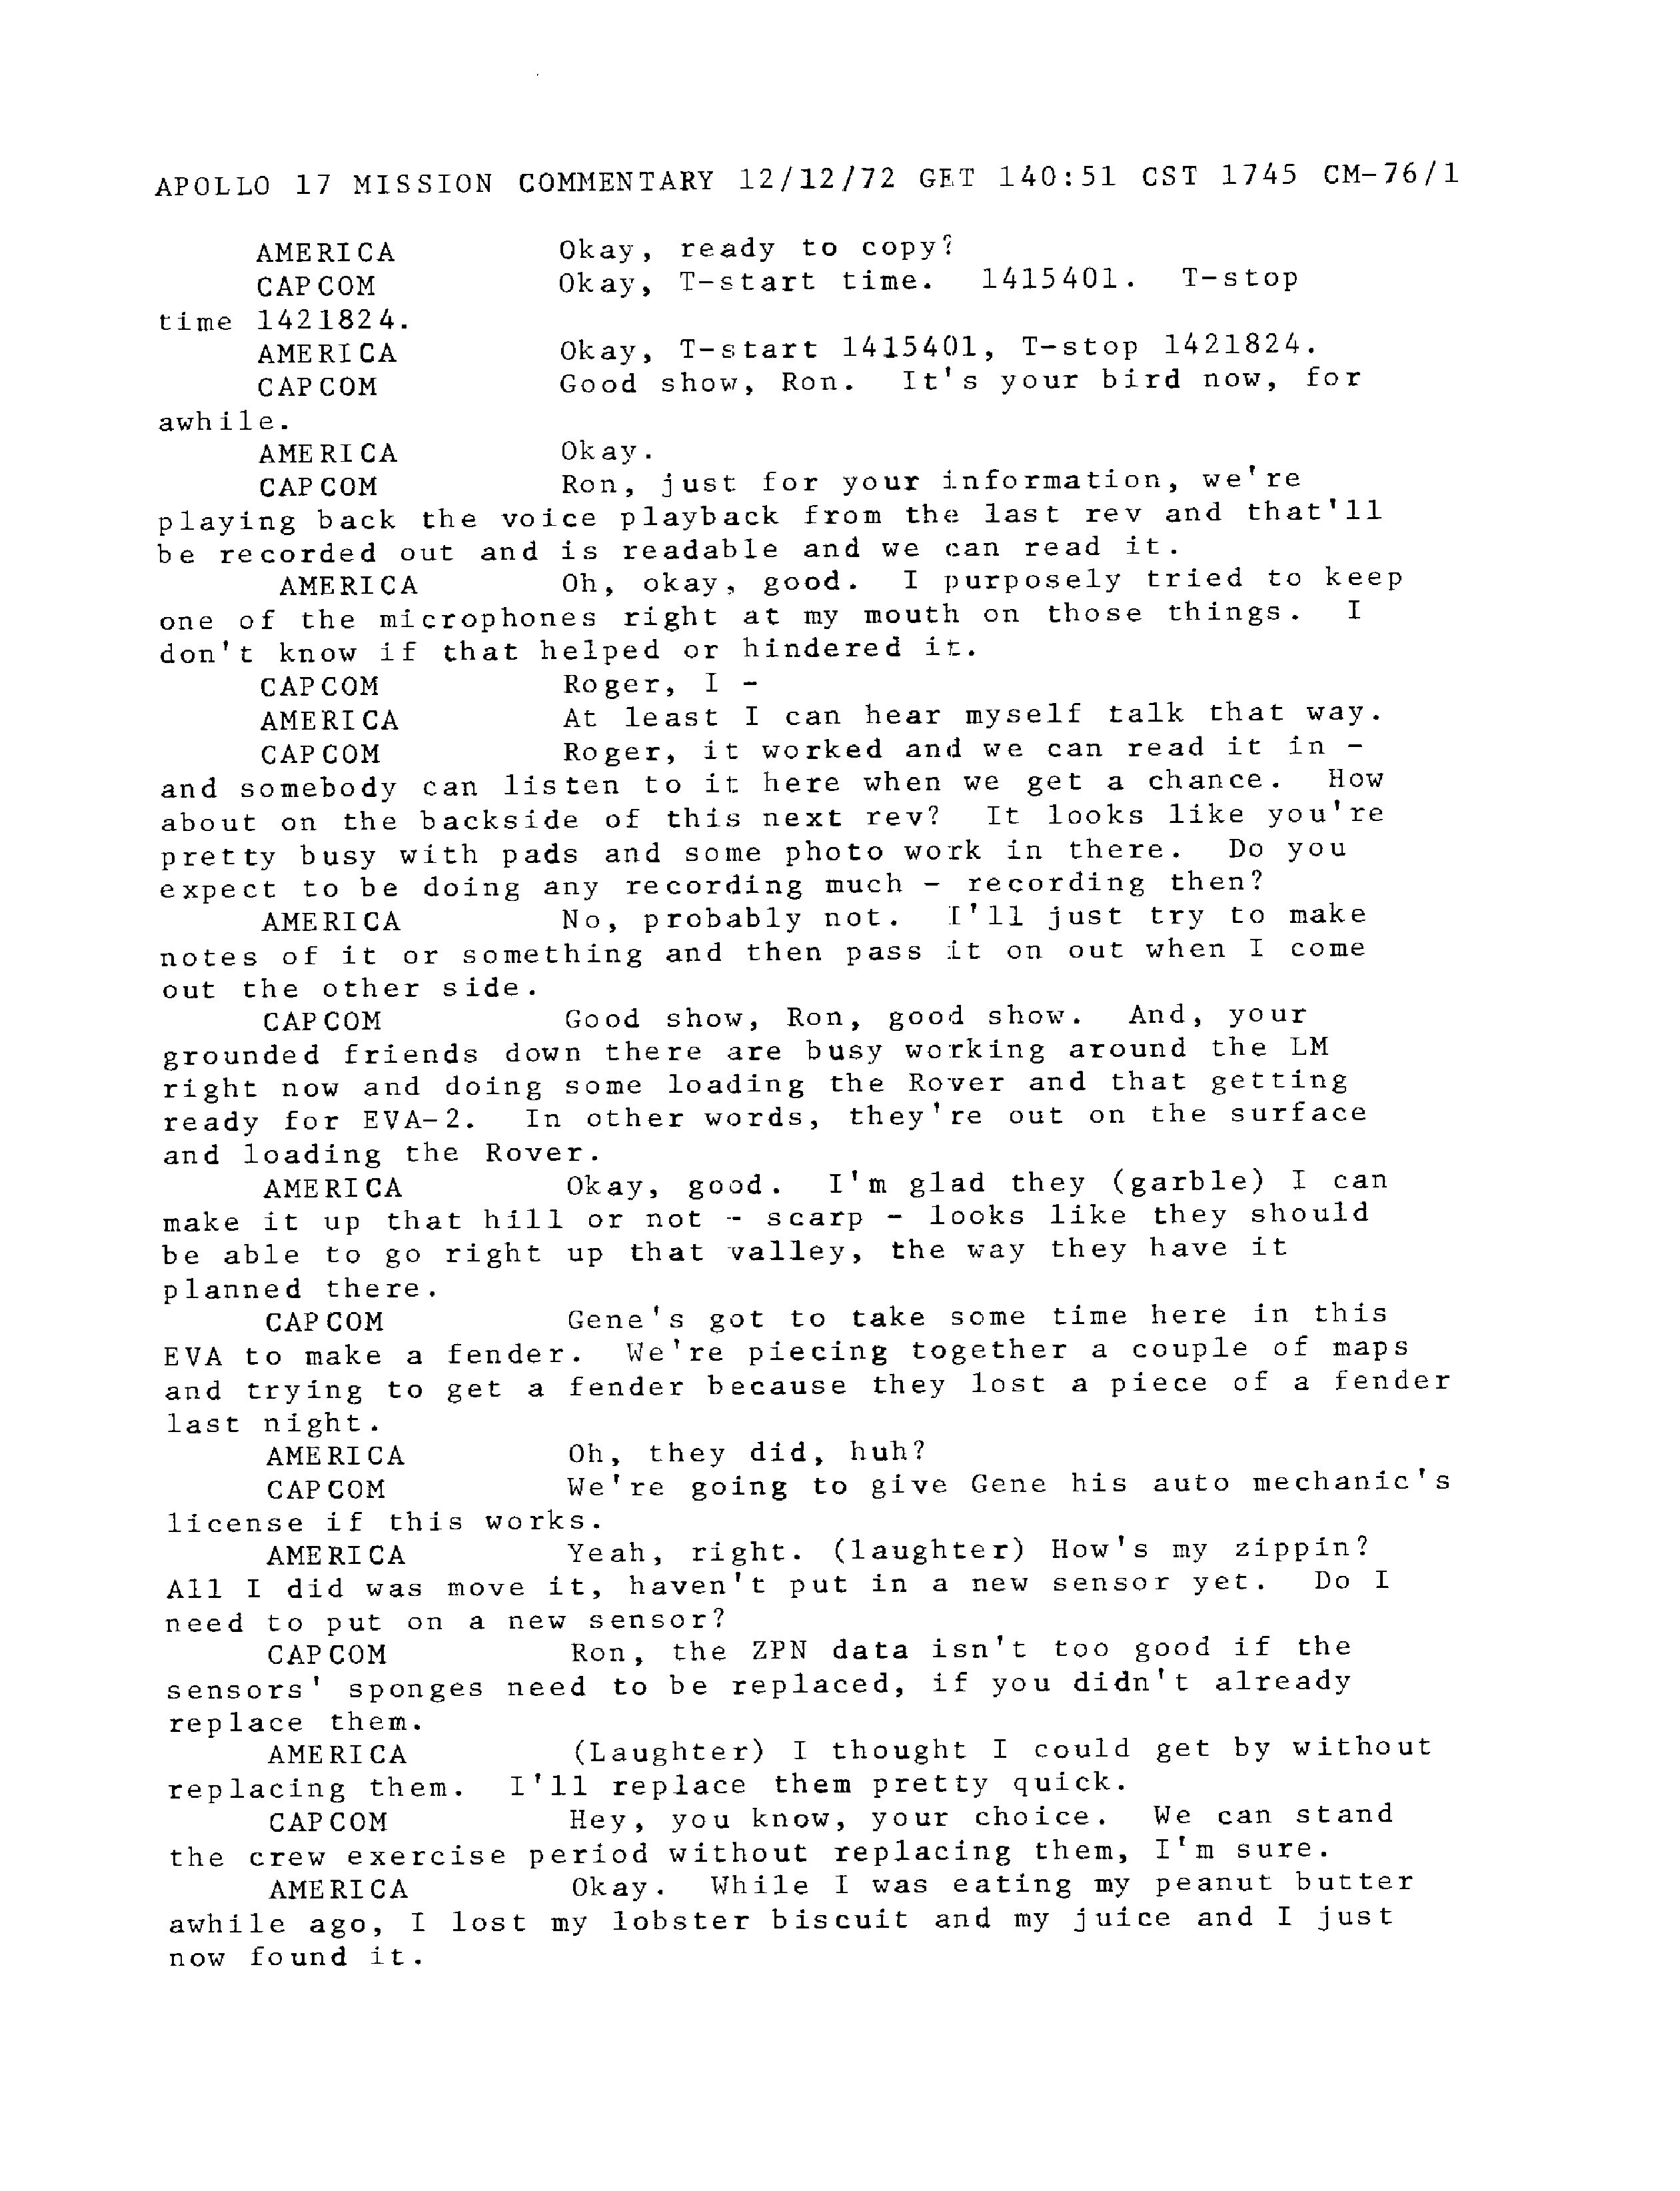 APOLLO 17 MISSION COMMENTARY 12/12/72 GET 140:51 CST 1745 CM-76/1
AMERICA Okay, ready to copy?
CAPCOM Okay, T-start time. 1415401. T-stop
time 1421824.
AMERICA Okay, T-start 1415401, T-stop 1421824.
CAPCOM Good show, Ron. It's your bird now, for
awhile.
AMERICA Okay.
CAPCOM Ron, just for your information, we're
playing back the voice playback from the last rev and that'll
be recorded out and is readable and we can read it.
AMERICA Oh, okay, good. I purposely tried to keep
one of the microphones right at my mouth on those things. I
don't know if that helped or hindered it.
CAPCOM Roger, I -
AMERICA At least I can hear myself talk that way.
CAPCOM Roger, it worked and we can read it in -
and somebody can listen to it here when we get a chance. How
about on the backside of this next rev? It looks like you're
pretty busy with pads and some photo work in there. Do you
expect to be doing any recording much - recording then?
AMERICA No, probably not. I'll just try to make
notes of it or something and then pass it on out when I come
out the other side.
CAPCOM Good show, Ron, good show. And, your
grounded friends down there are busy working around the LM
right now and doing some loading the Rover and that getting
ready for EVA-2. In other words, they're out on the surface
and loading the Rover.
AMERICA Okay, good. I'm glad they (garble) I can
make it up that hill or not - scarp - looks like they should
be able to go right up that valley, the way they have it
planned there.
CAPCOM Gene's got to take some time here in this
EVA to make a fender. We're piecing together a couple of maps
and trying to get a fender because they lost a piece of a fender
last night.
AMERICA Oh, they did, huh?
CAPCOM We're going to give Gene his auto mechanic's
license if this works.
AMERICA Yeah, right. (laughter) How's my zippin?
All I did was move it, haven't put in a new sensor yet. Do I
need to put on a new sensor?
CAPCOM Ron, the ZPN data isn't too good if the
sensors' sponges need to be replaced, if you didn't already
replace them.
AMERICA (Laughter) I thought I could get by without
replacing them. I'll replace them pretty quick.
CAPCOM Hey, you know, your choice. We can stand
the crew exercise period without replacing them, I'm sure.
AMERICA Okay. While I was eating my peanut butter
awhile ago, I lost my lobster biscuit and my juice and I just
now found it.